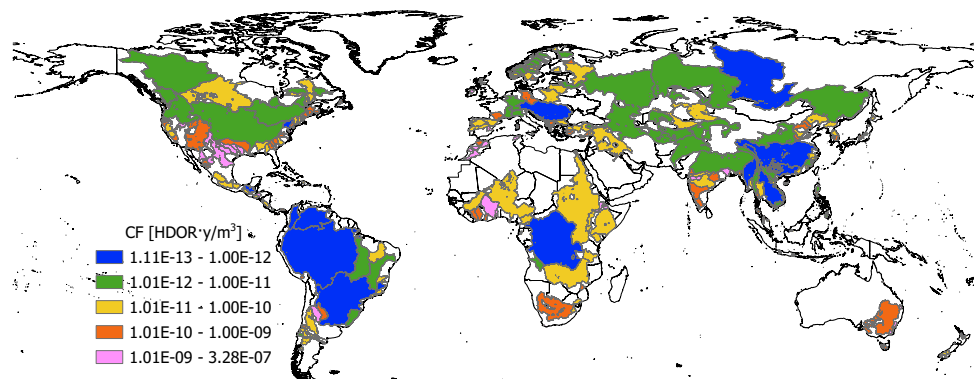 CF [HDOR·y/m³]
1.11E-13 - 1.00E-12
1.01E-12 - 1.00E-11
1.01E-11 - 1.00E-10
1.01E-10 - 1.00E-09
1.01E-09 - 3.28E-07